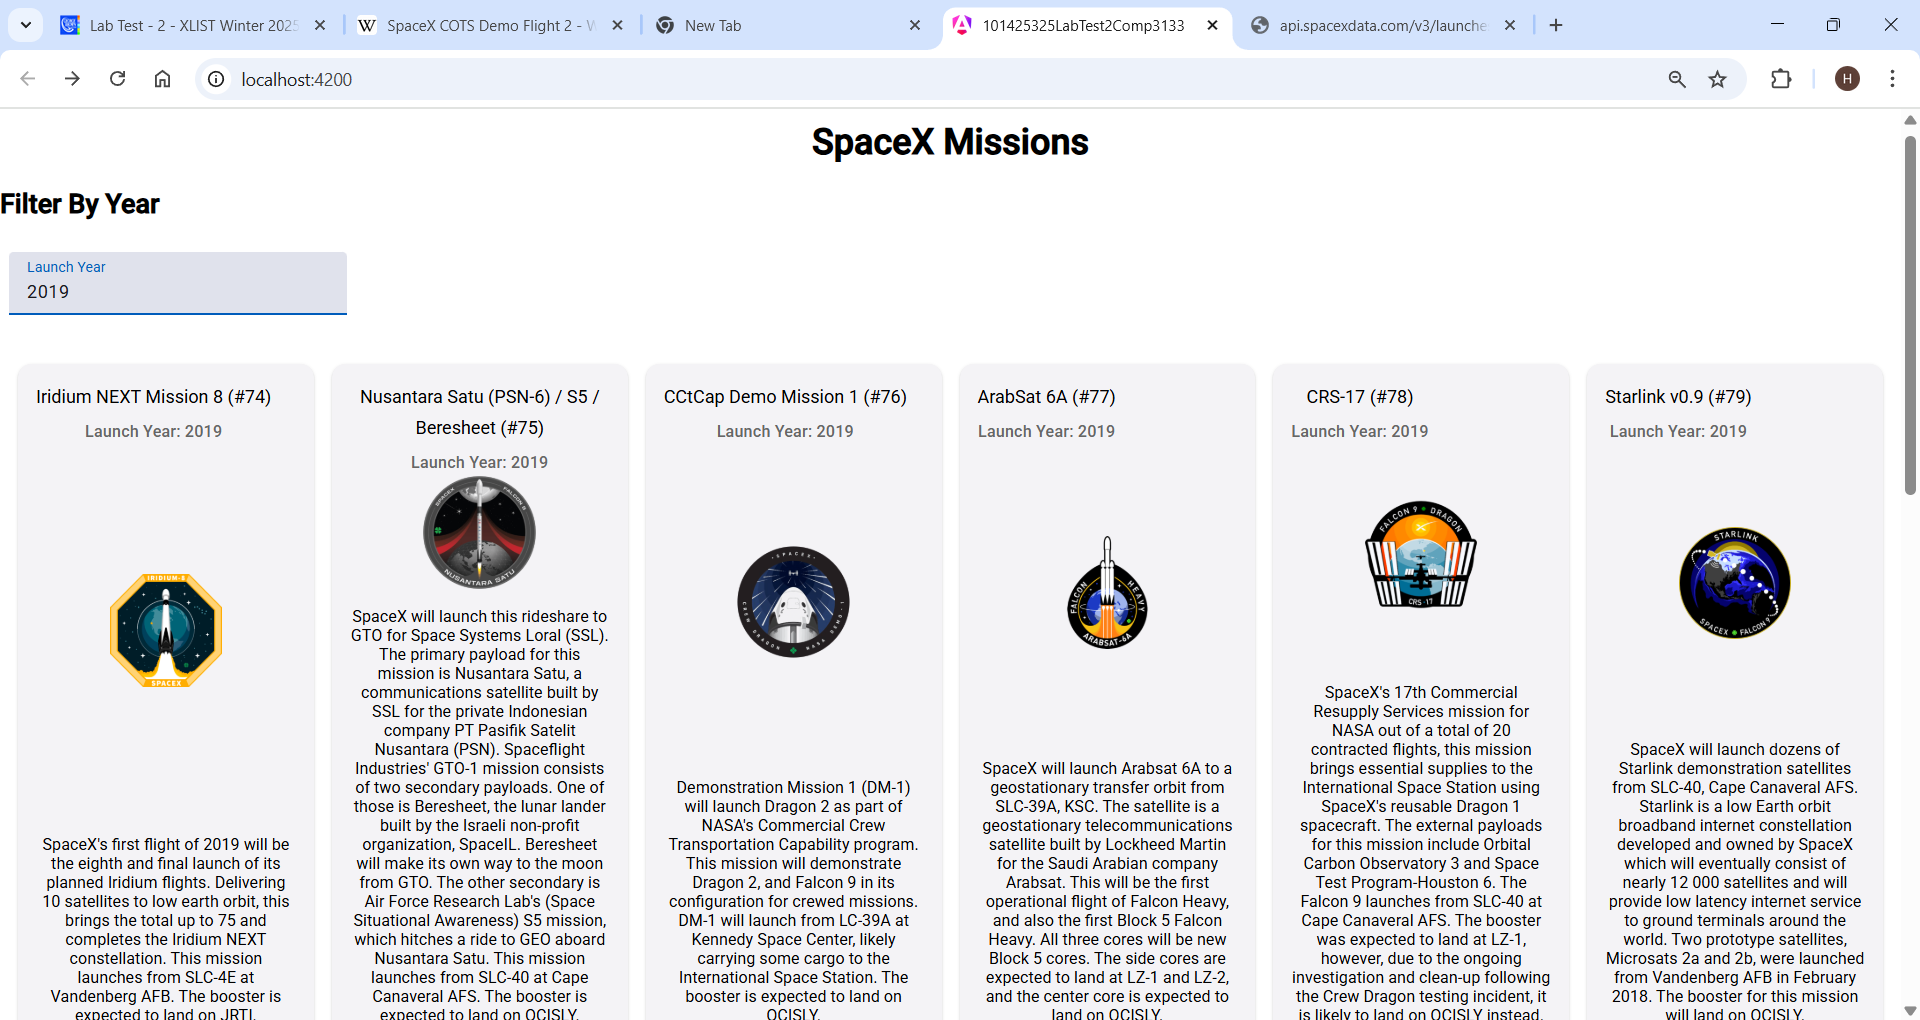 Lab Test - 2 - XLIST Winter 2025
SpaceX COTS Demo Flight 2 - W
New Tab
101425325LabTest2Comp3133
api.spacexdata.com/v3/launche
localhost:4200
H
SpaceX Missions
Filter By Year
Launch Year
2019
Iridium NEXT Mission 8 (#74)
Launch Year: 2019
IRIDIUM-8
SPACEX
SpaceX's first flight of 2019 will be
the eighth and final launch of its
planned Iridium flights. Delivering
10 satellites to low earth orbit, this
brings the total up to 75 and
completes the Iridium NEXT
constellation. This mission
launches from SLC-4E at
Vandenberg AFB. The booster is
expected to land on JRTI.
Nusantara Satu (PSN-6) / S5 /
Beresheet (#75)
Launch Year: 2019
SPACEX FALCON 9
NUSANTARA SATU
SpaceX will launch this rideshare to
GTO for Space Systems Loral (SSL).
The primary payload for this
mission is Nusantara Satu, a
communications satellite built by
SSL for the private Indonesian
company PT Pasifik Satelit
Nusantara (PSN). Spaceflight
Industries' GTO-1 mission consists
of two secondary payloads. One of
those is Beresheet, the lunar lander
built by the Israeli non-profit
organization, SpaceIL. Beresheet
will make its own way to the moon
from GTO. The other secondary is
Air Force Research Lab's (Space
Situational Awareness) S5 mission,
which hitches a ride to GEO aboard
Nusantara Satu. This mission
launches from SLC-40 at Cape
Canaveral AFS. The booster is
expected to land on OCISLY.
CCtCap Demo Mission 1 (#76)
Launch Year: 2019
SPACEX
CREW DRAGON
Demonstration Mission 1 (DM-1)
will launch Dragon 2 as part of
NASA's Commercial Crew
Transportation Capability program.
This mission will demonstrate
Dragon 2, and Falcon 9 in its
configuration for crewed missions.
DM-1 will launch from LC-39A at
Kennedy Space Center, likely
carrying some cargo to the
International Space Station. The
booster is expected to land on
OCISLY.
ArabSat 6A (#77)
Launch Year: 2019
FALCON HEAVY
ARABSAT-6A
SpaceX will launch Arabsat 6A to a
geostationary transfer orbit from
SLC-39A, KSC. The satellite is a
geostationary telecommunications
satellite built by Lockheed Martin
for the Saudi Arabian company
Arabsat. This will be the first
operational flight of Falcon Heavy,
and also the first Block 5 Falcon
Heavy. All three cores will be new
Block 5 cores. The side cores are
expected to land at LZ-1 and LZ-2,
and the center core is expected to
land on OCISLY.
CRS-17 (#78)
Launch Year: 2019
FALCON 9 DRAGON
CRS-17
SpaceX's 17th Commercial
Resupply Services mission for
NASA out of a total of 20
contracted flights, this mission
brings essential supplies to the
International Space Station using
SpaceX's reusable Dragon 1
spacecraft. The external payloads
for this mission include Orbital
Carbon Observatory 3 and Space
Test Program-Houston 6. The
Falcon 9 launches from SLC-40 at
Cape Canaveral AFS. The booster
was expected to land at LZ-1,
however, due to the ongoing
investigation and clean-up following
the Crew Dragon testing incident, it
is likely to land on OCISLY instead.
Starlink v0.9 (#79)
Launch Year: 2019
STARLINK
SPACEX FALCON 9
SpaceX will launch dozens of
Starlink demonstration satellites
from SLC-40, Cape Canaveral AFS.
Starlink is a low Earth orbit
broadband internet constellation
developed and owned by SpaceX
which will eventually consist of
nearly 12 000 satellites and will
provide low latency internet service
to ground terminals around the
world. Two prototype satellites,
Microsats 2a and 2b, were launched
from Vandenberg AFB in February
2018. The booster for this mission
will land on OCISLY.